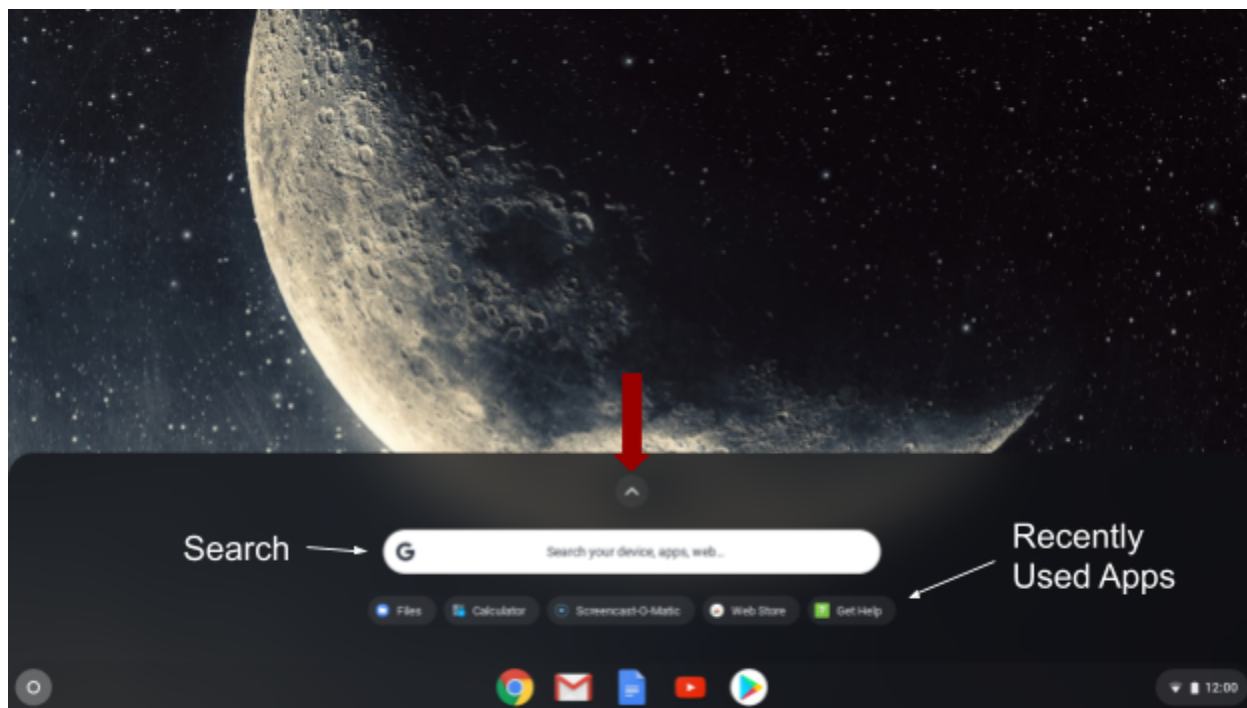 Search
Search your device, apps, web...
Recently
Used Apps
Files
Calculator
Screencast-O-Matic
Web Store
Get Help
12:00